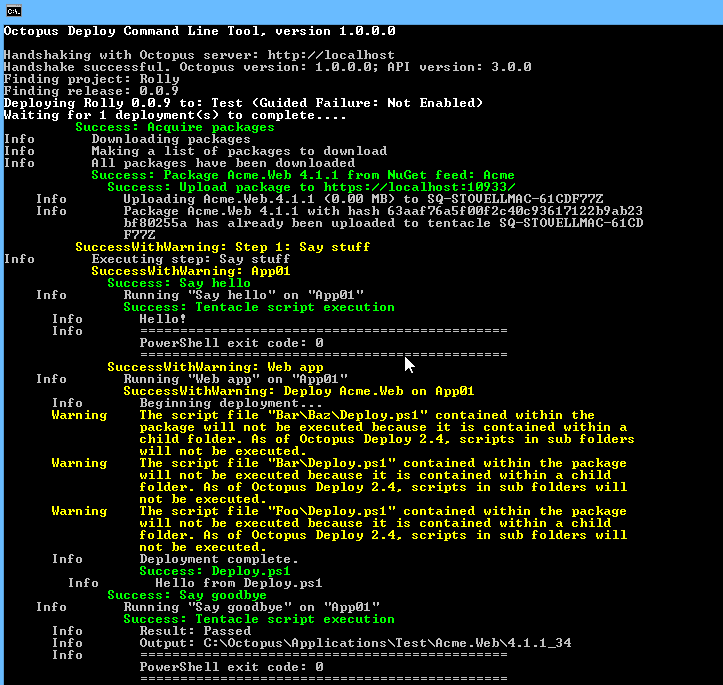 C:\.
Octopus Deploy Command Line Tool, version 1.0.0.0
Handshaking with Octopus server: http://localhost
Handshake successful. Octopus version: 1.0.0.0; API version: 3.0.0
Finding project: Rolly
Finding release: 0.0.9
Deploying Rolly 0.0.9 to: Test (Guided Failure: Not Enabled)
Waiting for 1 deployment(s) to complete....
Success: Acquire packages
Info Downloading packages
Info Making a list of packages to download
Info All packages have been downloaded
Success: Package Acme.Web 4.1.1 from NuGet feed: Acme
Success: Upload package to https://localhost:10933/
Info Uploading Acme.Web.4.1.1 (0.00 MB) to SQ-STOVELLMAC-61CDF77Z
Info Package Acme.Web 4.1.1 with hash 63aaf76a5f00f2c40c93617122b9ab23
bf80255a has already been uploaded to tentacle SQ-STOVELLMAC-61CD
F77Z
SuccessWithWarning: Step 1: Say stuff
Info Executing step: Say stuff
SuccessWithWarning: App01
Success: Say hello
Info Running "Say hello" on "App01"
Success: Tentacle script execution
Info Hello!
Info ==============================================
PowerShell exit code: 0
==============================================
SuccessWithWarning: Web app
Info Running "Web app" on "App01"
SuccessWithWarning: Deploy Acme.Web on App01
Info Beginning deployment...
Warning The script file "Bar\Baz\Deploy.ps1" contained within the
package will not be executed because it is contained within a
child folder. As of Octopus Deploy 2.4, scripts in sub folders
will not be executed.
Warning The script file "Bar\Deploy.ps1" contained within the package
will not be executed because it is contained within a child
folder. As of Octopus Deploy 2.4, scripts in sub folders will
not be executed.
Warning The script file "Foo\Deploy.ps1" contained within the package
will not be executed because it is contained within a child
folder. As of Octopus Deploy 2.4, scripts in sub folders will
not be executed.
Info Deployment complete.
Success: Deploy.ps1
Info Hello from Deploy.ps1
Success: Say goodbye
Info Running "Say goodbye" on "App01"
Success: Tentacle script execution
Info Result: Passed
Info Output: C:\Octopus\Applications\Test\Acme.Web\4.1.1_34
Info ==============================================
PowerShell exit code: 0
==============================================